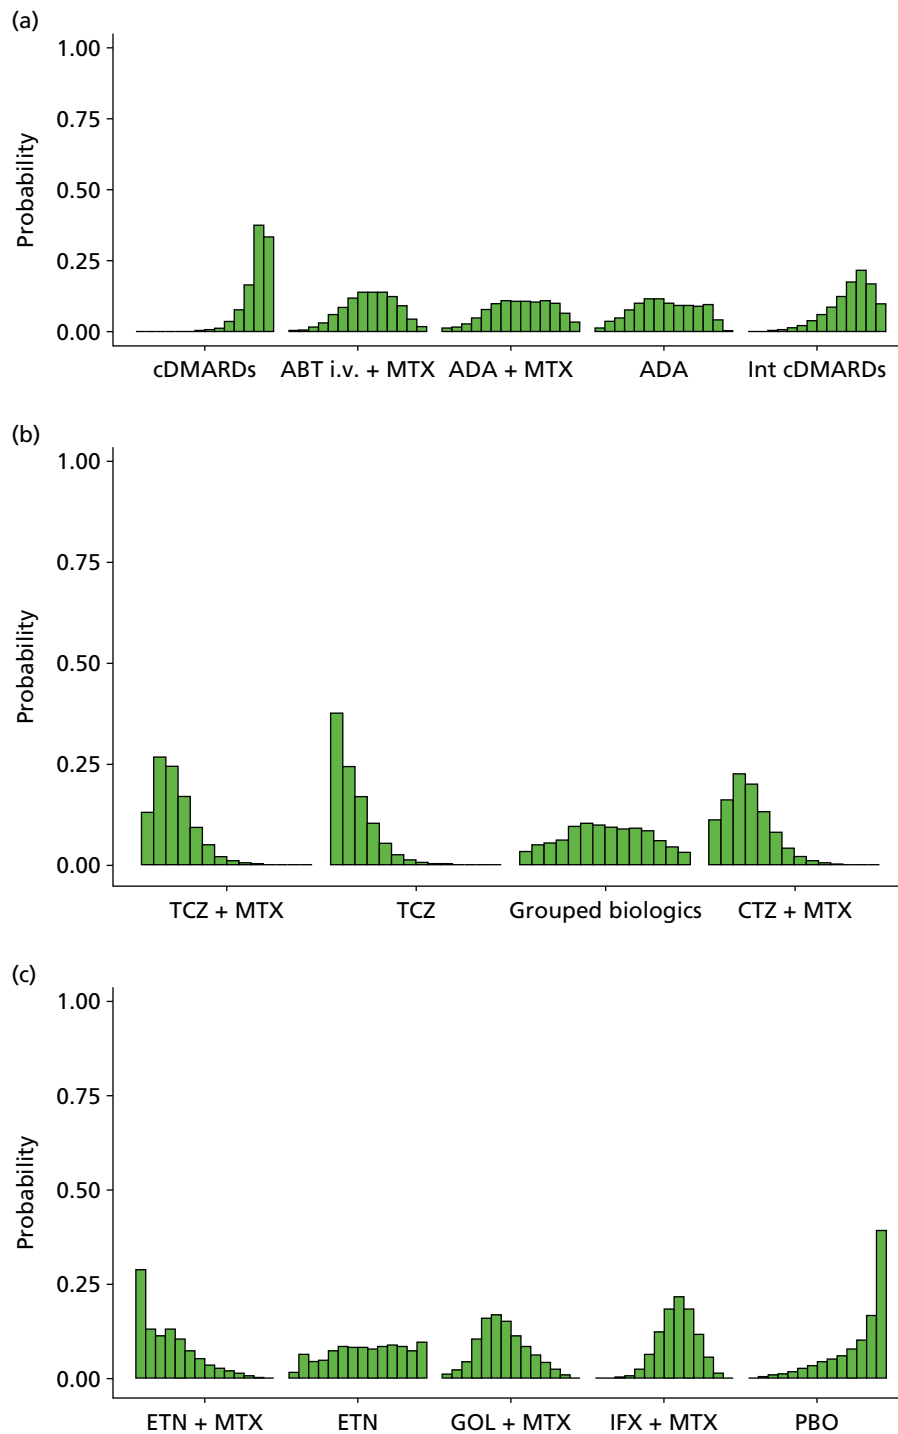 (a)
1.00
0.75
0.50
0.25
0.00
Probability
cDMARDs ABT i.v. + MTX ADA + MTX ADA Int cDMARDs
(b)
1.00
0.75
0.50
0.25
0.00
Probability
TCZ + MTX TCZ Grouped biologics CTZ + MTX
(c)
1.00
0.75
0.50
0.25
0.00
Probability
ETN + MTX ETN GOL + MTX IFX + MTX PBO